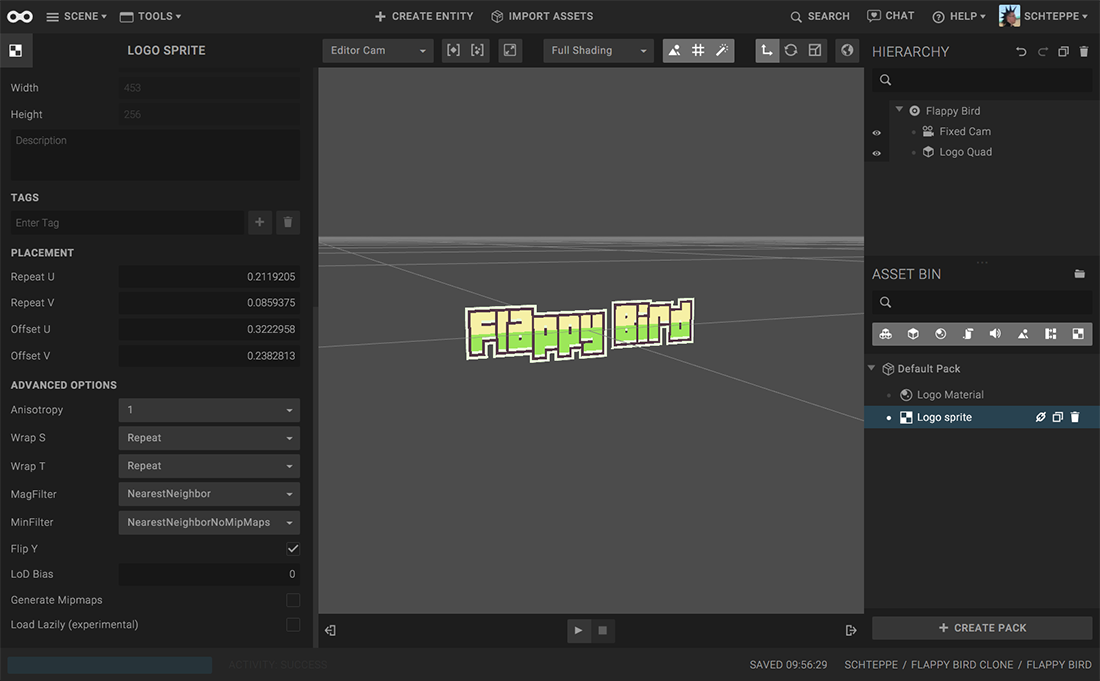 SCENE
TOOLS
CREATE ENTITY
IMPORT ASSETS
SEARCH
CHAT
HELP
SCHTEPPE
LOGO SPRITE
Width 453
Height 256
Description
TAGS
Enter Tag
PLACEMENT
Repeat U 0.2119205
Repeat V 0.0859375
Offset U 0.3222958
Offset V 0.2382813
ADVANCED OPTIONS
Anisotropy 1
Wrap S Repeat
Wrap T Repeat
MagFilter NearestNeighbor
MinFilter NearestNeighborNoMipMaps
Flip Y
LoD Bias 0
Generate Mipmaps
Load Lazily (experimental)
Editor Cam
Full Shading
Flappy Bird
HIERARCHY
Flappy Bird
Fixed Cam
Logo Quad
ASSET BIN
Default Pack
Logo Material
Logo sprite
CREATE PACK
ACTIVITY SUCCESS
SAVED 09:56:29
SCHTEPPE / FLAPPY BIRD CLONE / FLAPPY BIRD